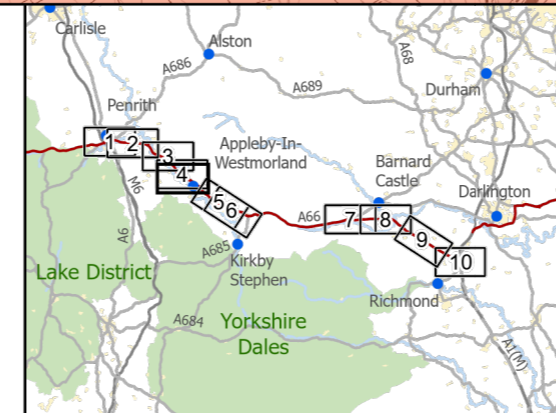 Carlisle
Alston
A686
A689
A68
Durham
Penrith
1
2
3
4
5
6
Appleby-In-
Westmorland
Barnard
Castle
Darlington
M6
A6
A66
7
8
9
10
A685
Kirkby
Stephen
Lake District
Richmond
A684
Yorkshire
Dales
A1(M)